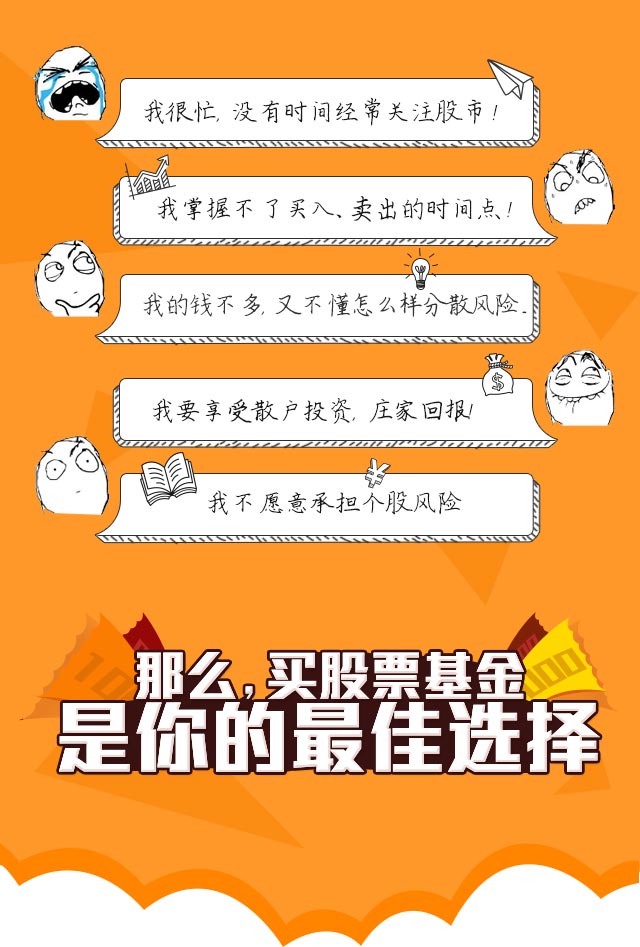 我很忙,没有时间经常关注股市!
我掌握不了买入、卖出的时间点!
我的钱不多,又不懂怎么样分散风险。
我要享受散户投资,庄家回报!
我不愿意承担个股风险
那么,买股票基金
是你的最佳选择